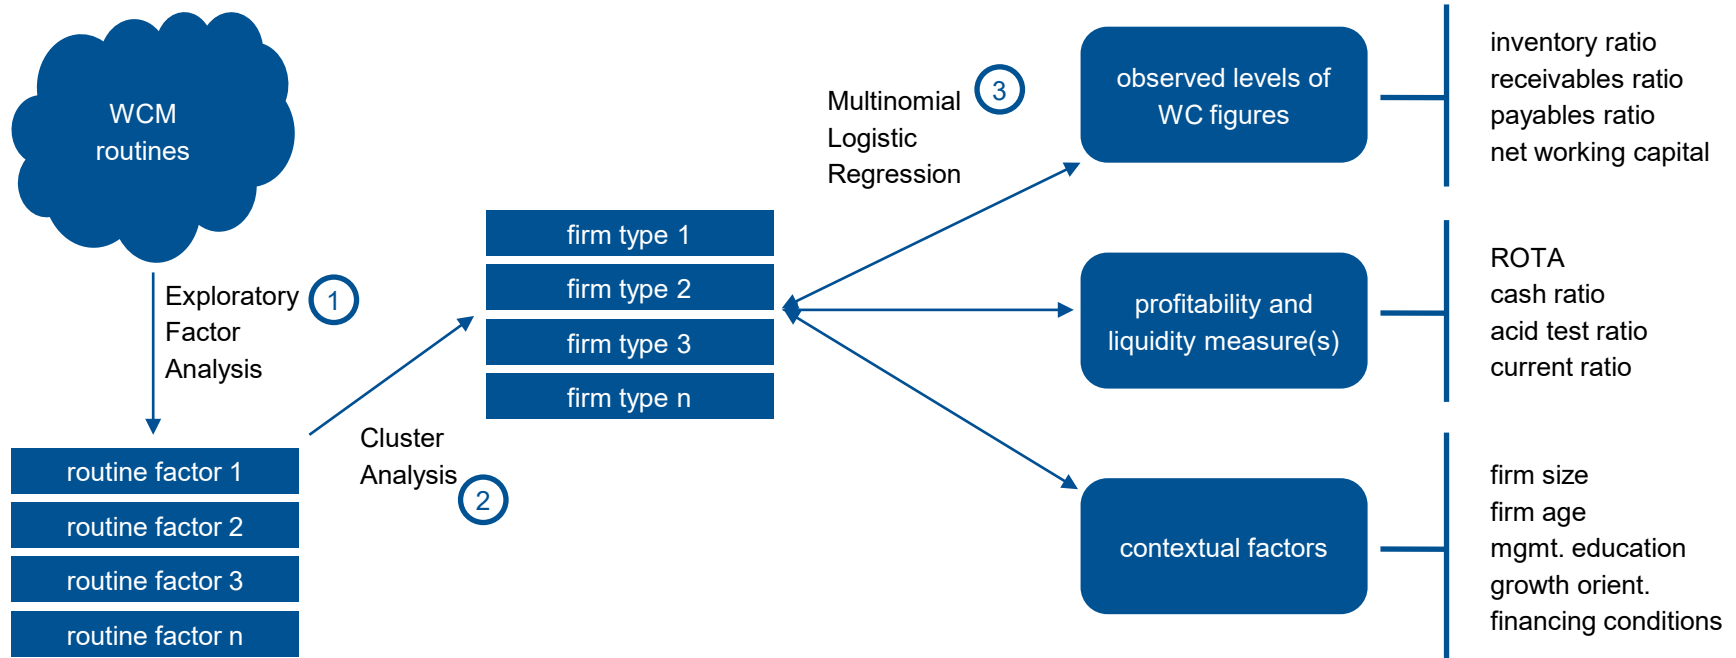 WCM
routines
Exploratory
Factor
Analysis
1
routine factor 1
routine factor 2
routine factor 3
routine factor n
Cluster
Analysis
2
firm type 1
firm type 2
firm type 3
firm type n
Multinomial
Logistic
Regression
3
observed levels of
WC figures
inventory ratio
receivables ratio
payables ratio
net working capital
profitability and
liquidity measure(s)
ROTA
cash ratio
acid test ratio
current ratio
contextual factors
firm size
firm age
mgmt. education
growth orient.
financing conditions